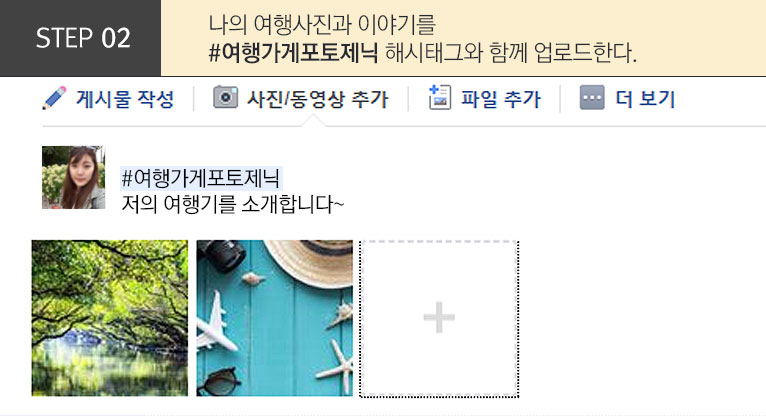 STEP 02
나의 여행사진과 이야기를
#여행가게포토제닉 해시태그와 함께 업로드한다.
게시물 작성 사진/동영상 추가 파일 추가 더 보기
#여행가게포토제닉
저의 여행기를 소개합니다~